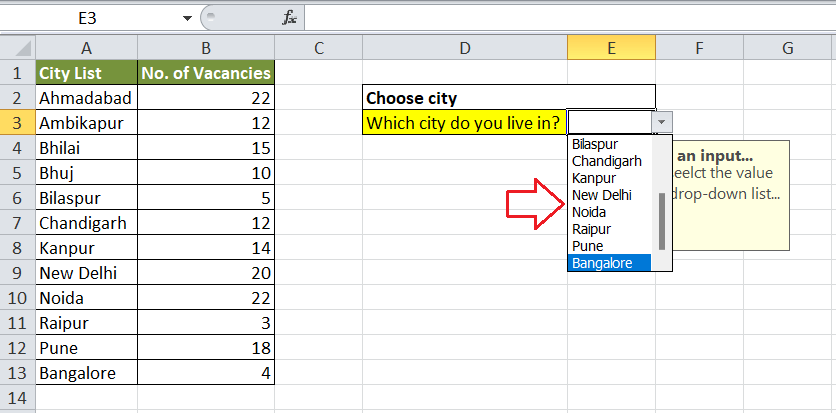 E3 fx
A B C D E F G
1 City List No. of Vacancies
2 Ahmadabad 22 Choose city
3 Ambikapur 12 Which city do you live in?
4 Bhilai 15 Bilaspur
an input...
5 Bhuj 10 Chandigarh
eelct the value
Kanpur
6 Bilaspur 5 New Delhi drop-down list...
7 Chandigarh 12 Noida
Raipur
8 Kanpur 14 Pune
9 New Delhi 20 Bangalore
10 Noida 22
11 Raipur 3
12 Pune 18
13 Bangalore 4
14